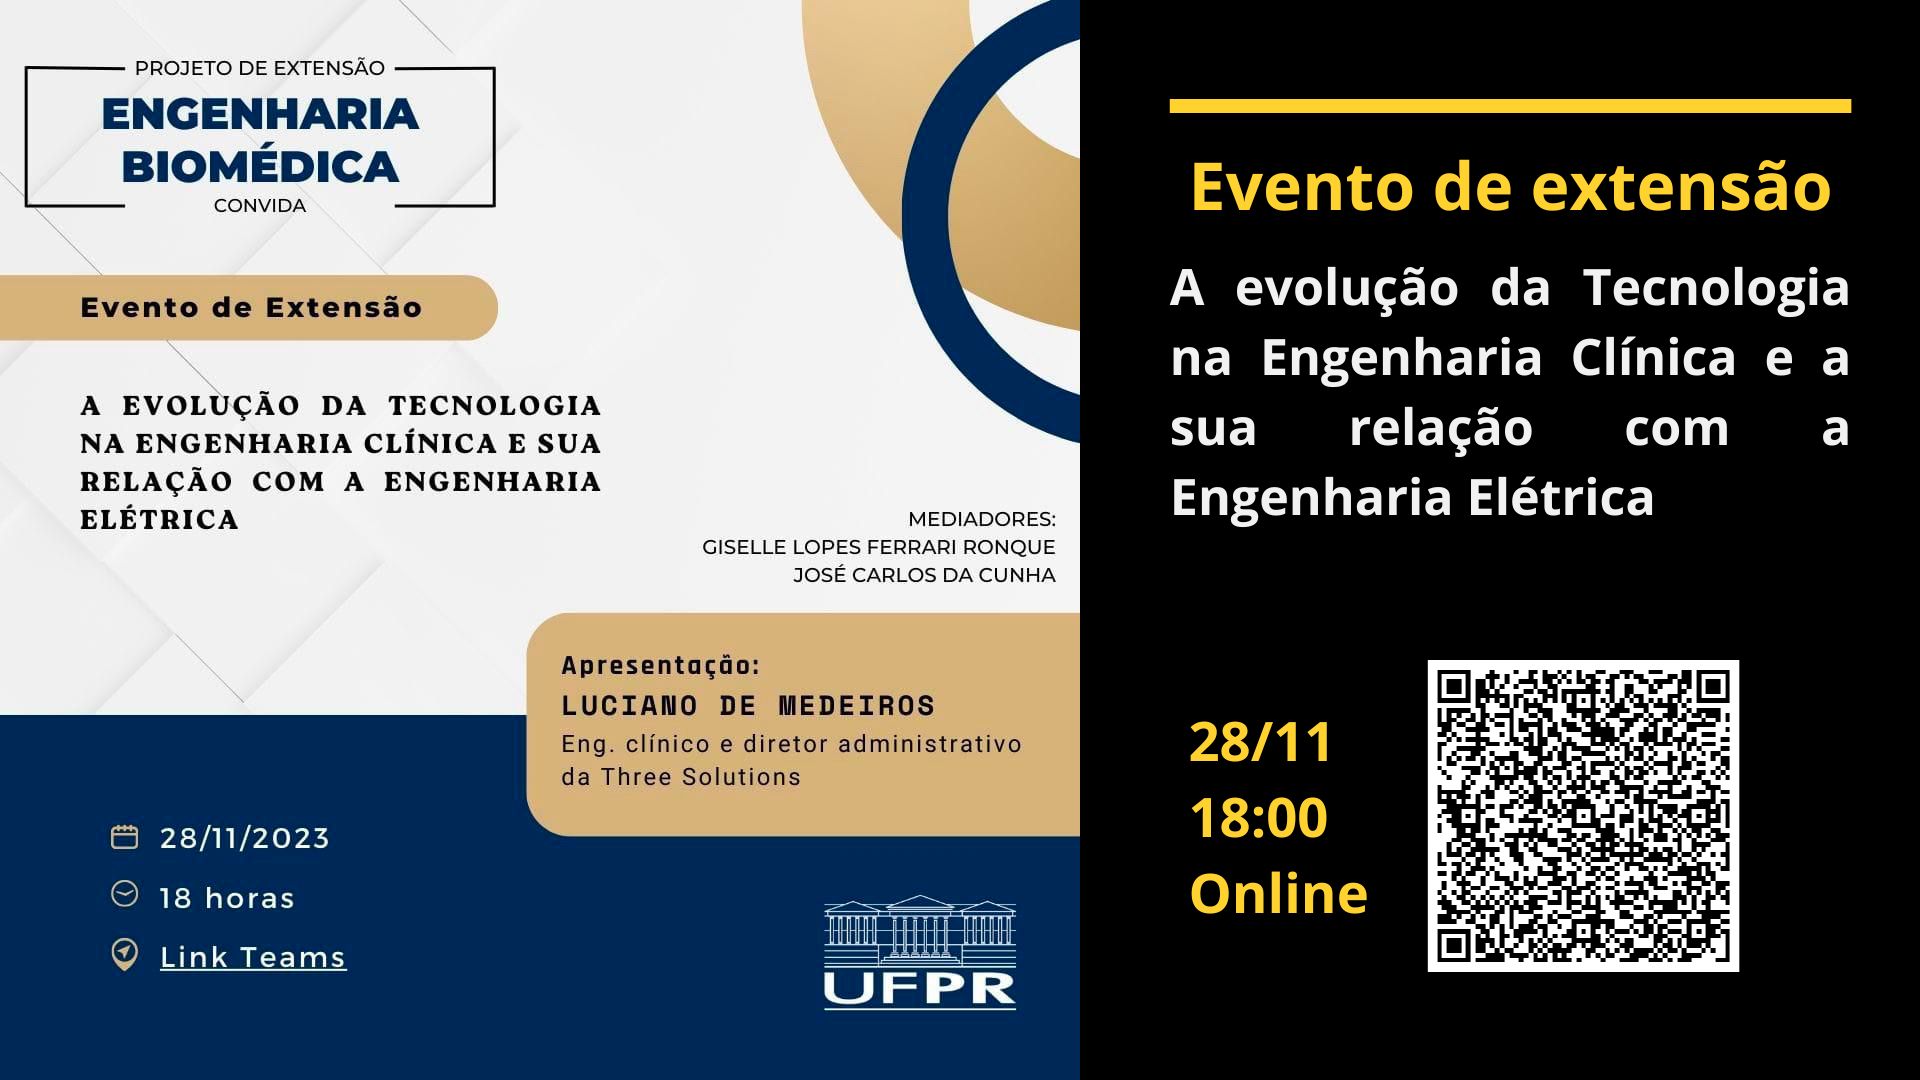 PROJETO DE EXTENSÃO
ENGENHARIA
BIOMÉDICA
CONVIDA
Evento de Extensão
A EVOLUÇÃO DA TECNOLOGIA
NA ENGENHARIA CLÍNICA E SUA
RELAÇÃO COM A ENGENHARIA
ELÉTRICA
MEDIADORES:
GISELLE LOPES FERRARI RONQUE
JOSÉ CARLOS DA CUNHA
Apresentação:
LUCIANO DE MEDEIROS
Eng. clínico e diretor administrativo
da Three Solutions
28/11/2023
18 horas
Link Teams
UFPR
Evento de extensão
A evolução da Tecnologia
na Engenharia Clínica e a
sua relação com a
Engenharia Elétrica
28/11
18:00
Online